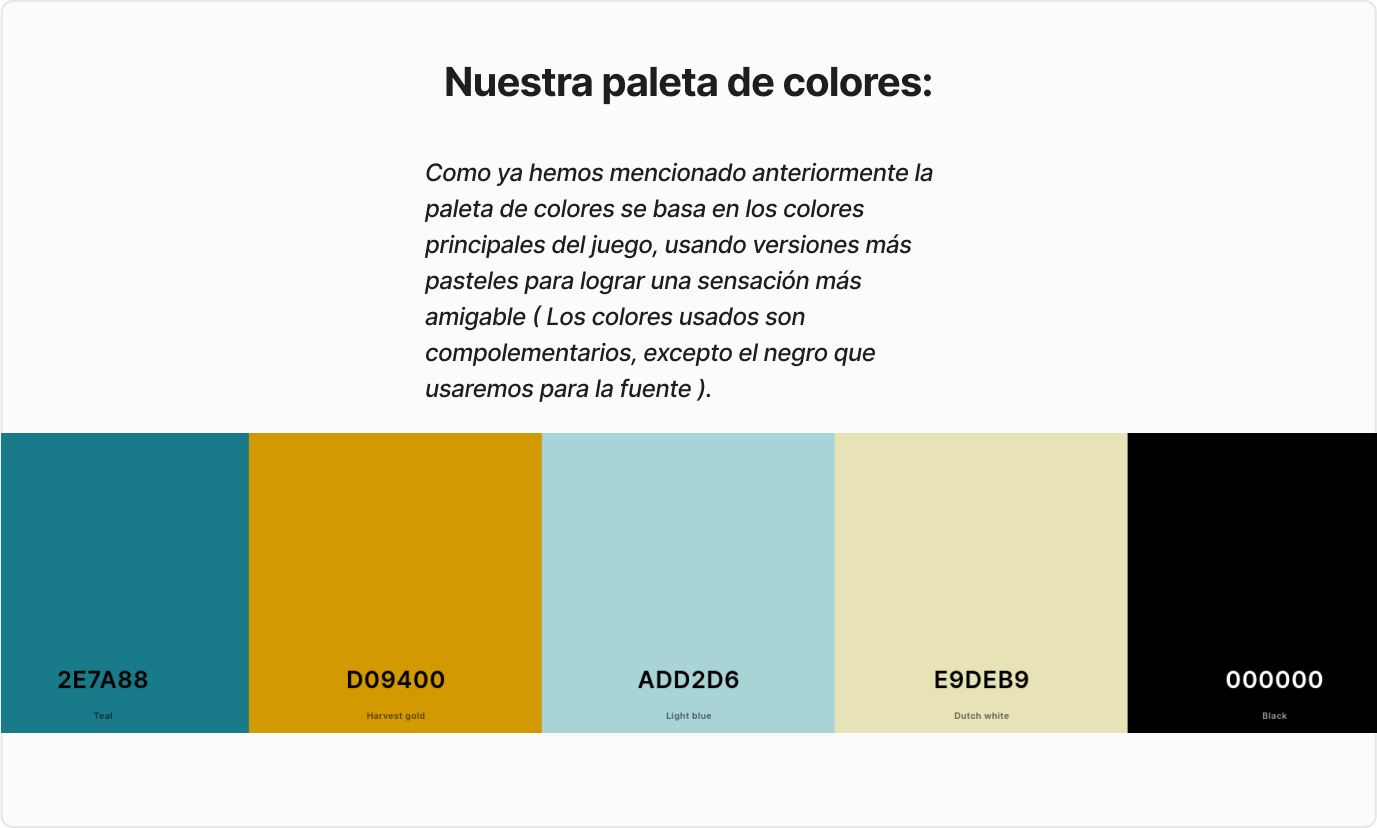 Nuestra paleta de colores:
Como ya hemos mencionado anteriormente la
paleta de colores se basa en los colores
principales del juego, usando versiones más
pasteles para lograr una sensación más
amigable ( Los colores usados son
compolementarios, excepto el negro que
usaremos para la fuente ).
2E7A88
D09400
ADD2D6
E9DEB9
000000
Teal
Harvest gold
Light blue
Dutch white
Black